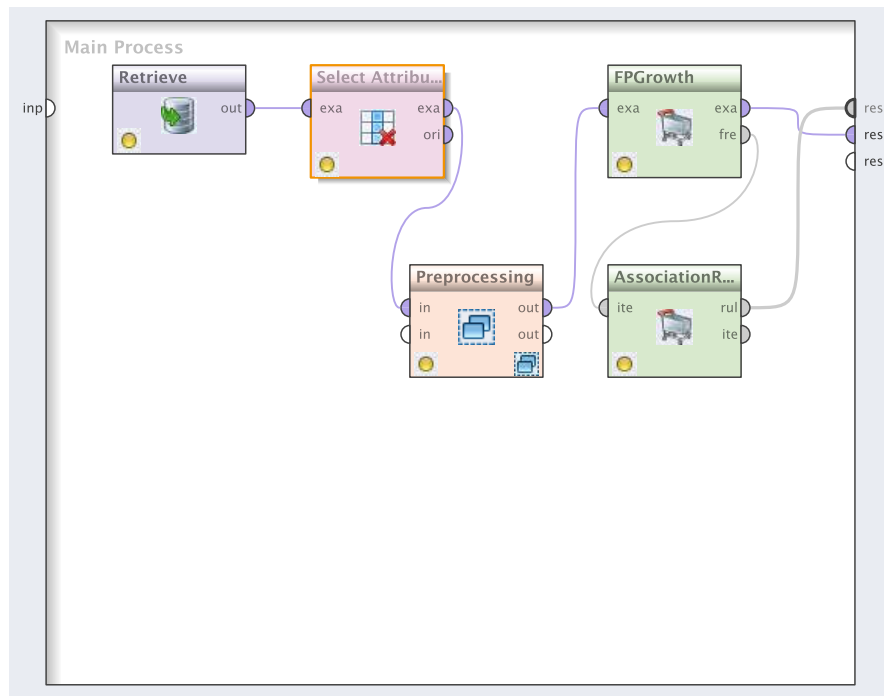 Main Process
Retrieve
out
Select Attribu...
exa
exa
ori
FPGrowth
exa
exa
fre
inp
res
res
res
Preprocessing
in
out
in
out
AssociationR...
ite
rul
ite